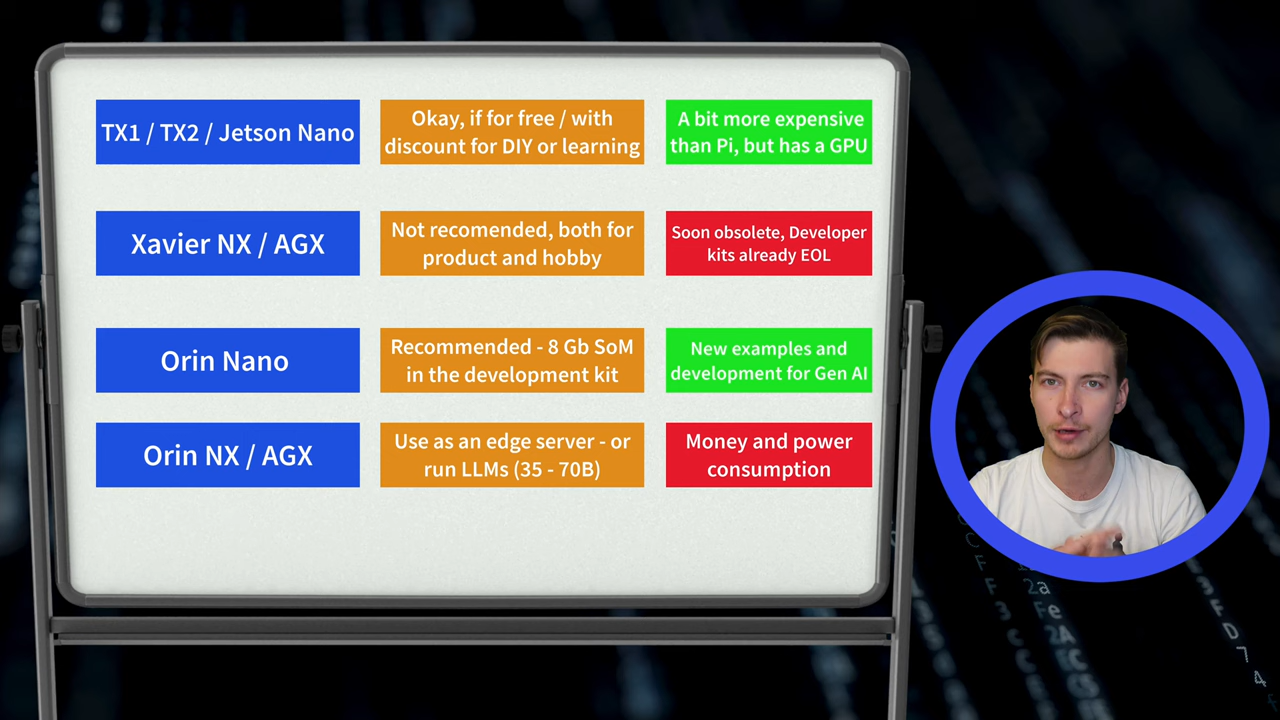 TX1 / TX2 / Jetson Nano
Okay, if for free / with
discount for DIY or learning
A bit more expensive
than Pi, but has a GPU
Xavier NX / AGX
Not recomended, both for
product and hobby
Soon obsolete, Developer
kits already EOL
Orin Nano
Recommended - 8 Gb SoM
in the development kit
New examples and
development for Gen AI
Orin NX / AGX
Use as an edge server - or
run LLMs (35 - 70B)
Money and power
consumption